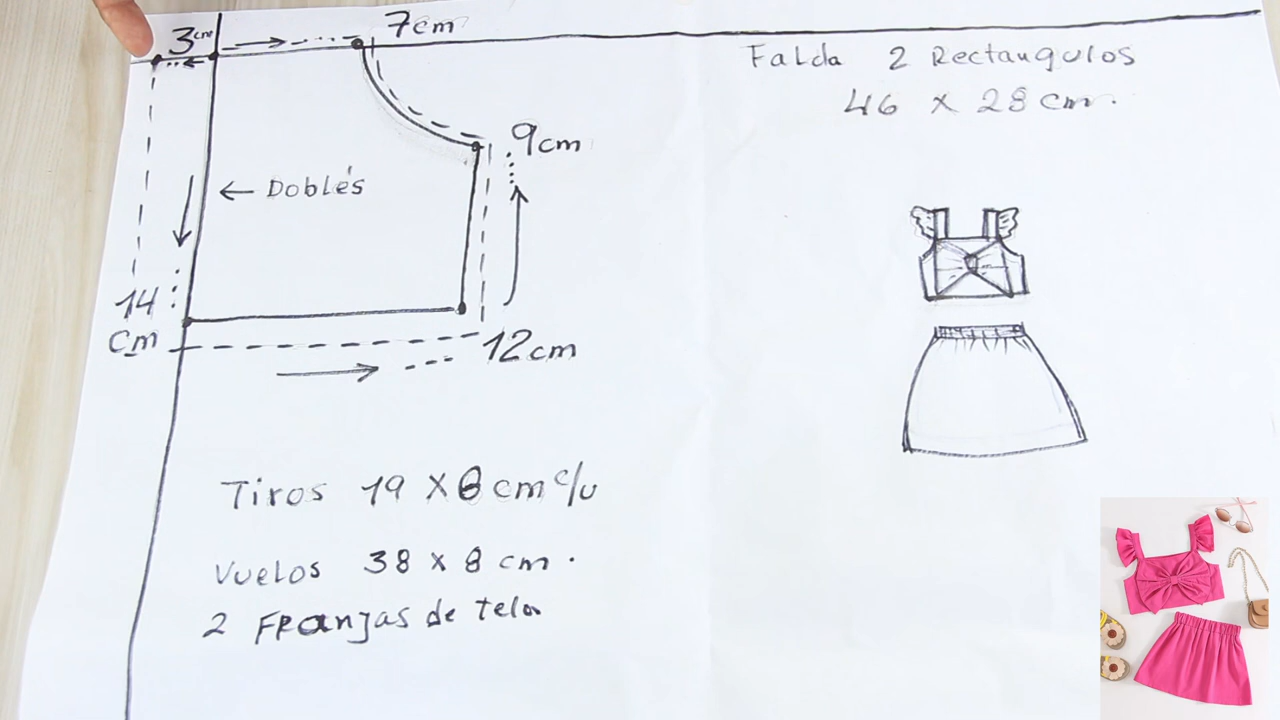 3cm
7cm
9cm
← Doblés
14
cm
12cm
Tiros 19 X 6 cm c/u
Vuelos 38 x 8 cm.
2 Franjas de tela
Falda 2 Rectangulos
46 x 28 cm.